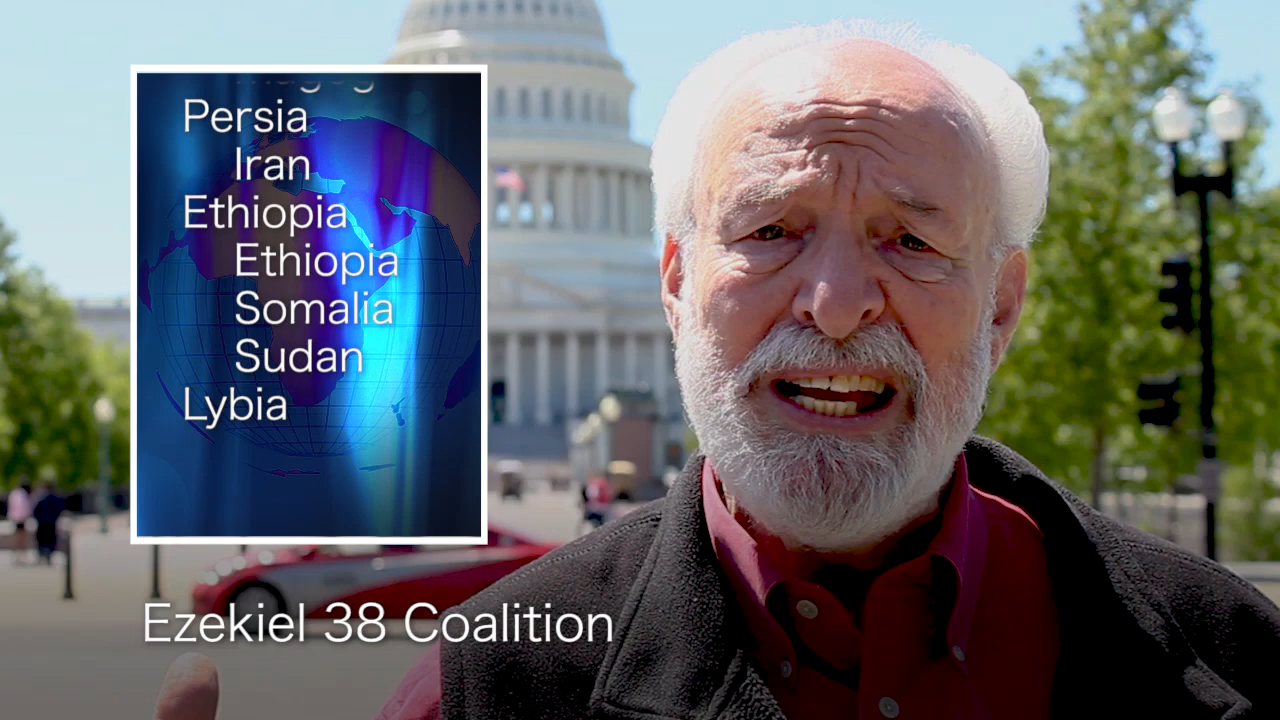 Persia
Iran
Ethiopia
Ethiopia
Somalia
Sudan
Lybia
Ezekiel 38 Coalition